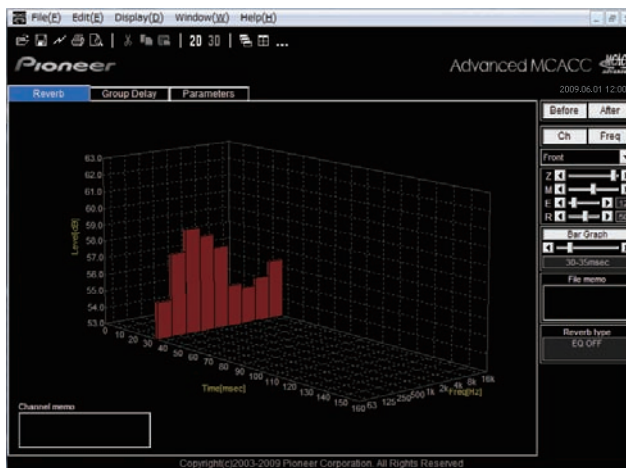 File(F) Edit(E) Display(D) Window(W) Help(H)
2D 3D ...
Pioneer
Advanced MCACC
MCACC
2009.06.01 12:00
Reverb Group Delay Parameters
Before After
Ch Freq
Front
Z
M
E
R
Bar Graph
30-35msec
File memo
Reverb type
EQ OFF
Level[dB]
63.0
62.0
61.0
60.0
59.0
58.0
57.0
56.0
55.0
54.0
53.0
0 10 20 30 40 50 60 70 80 90 100 110 120 130 140 150 160
Time[msec]
63 125 250 500 1k 2k 4k 8k 16k
Freq[Hz]
Channel memo
Copyright(c)2003-2009 Pioneer Corporation. All Rights Reserved